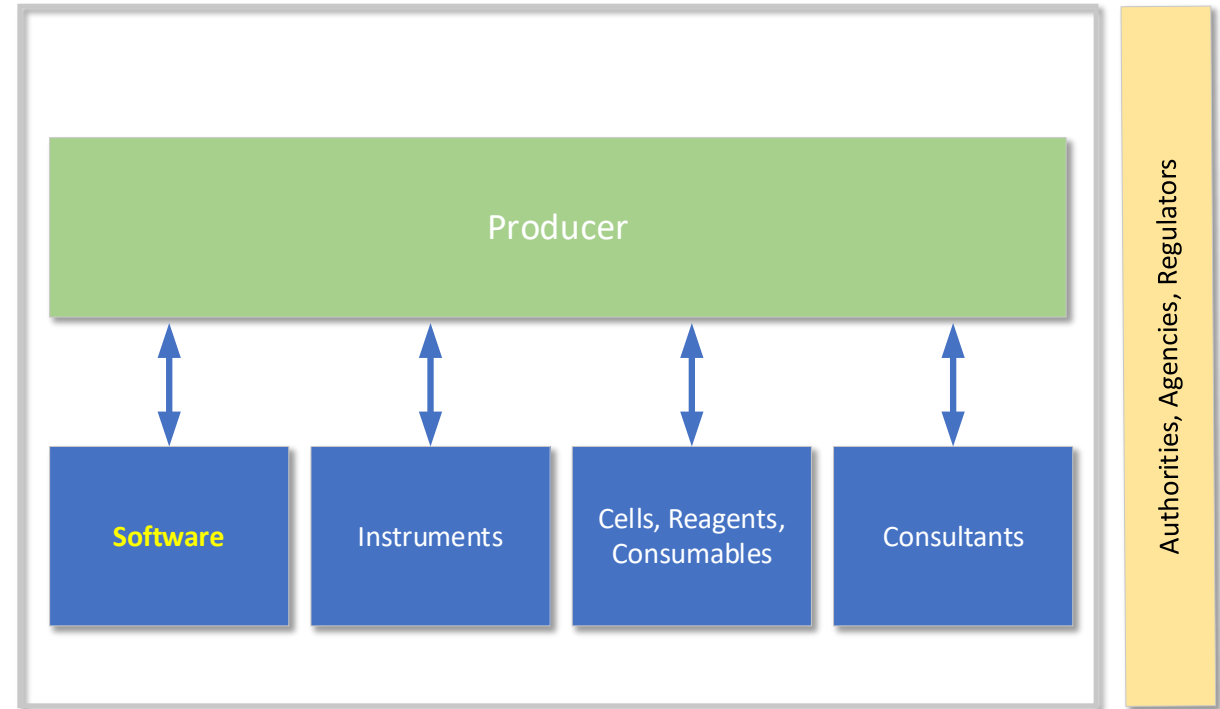 Producer
Software
Instruments
Cells, Reagents,
Consumables
Consultants
Authorities, Agencies, Regulators